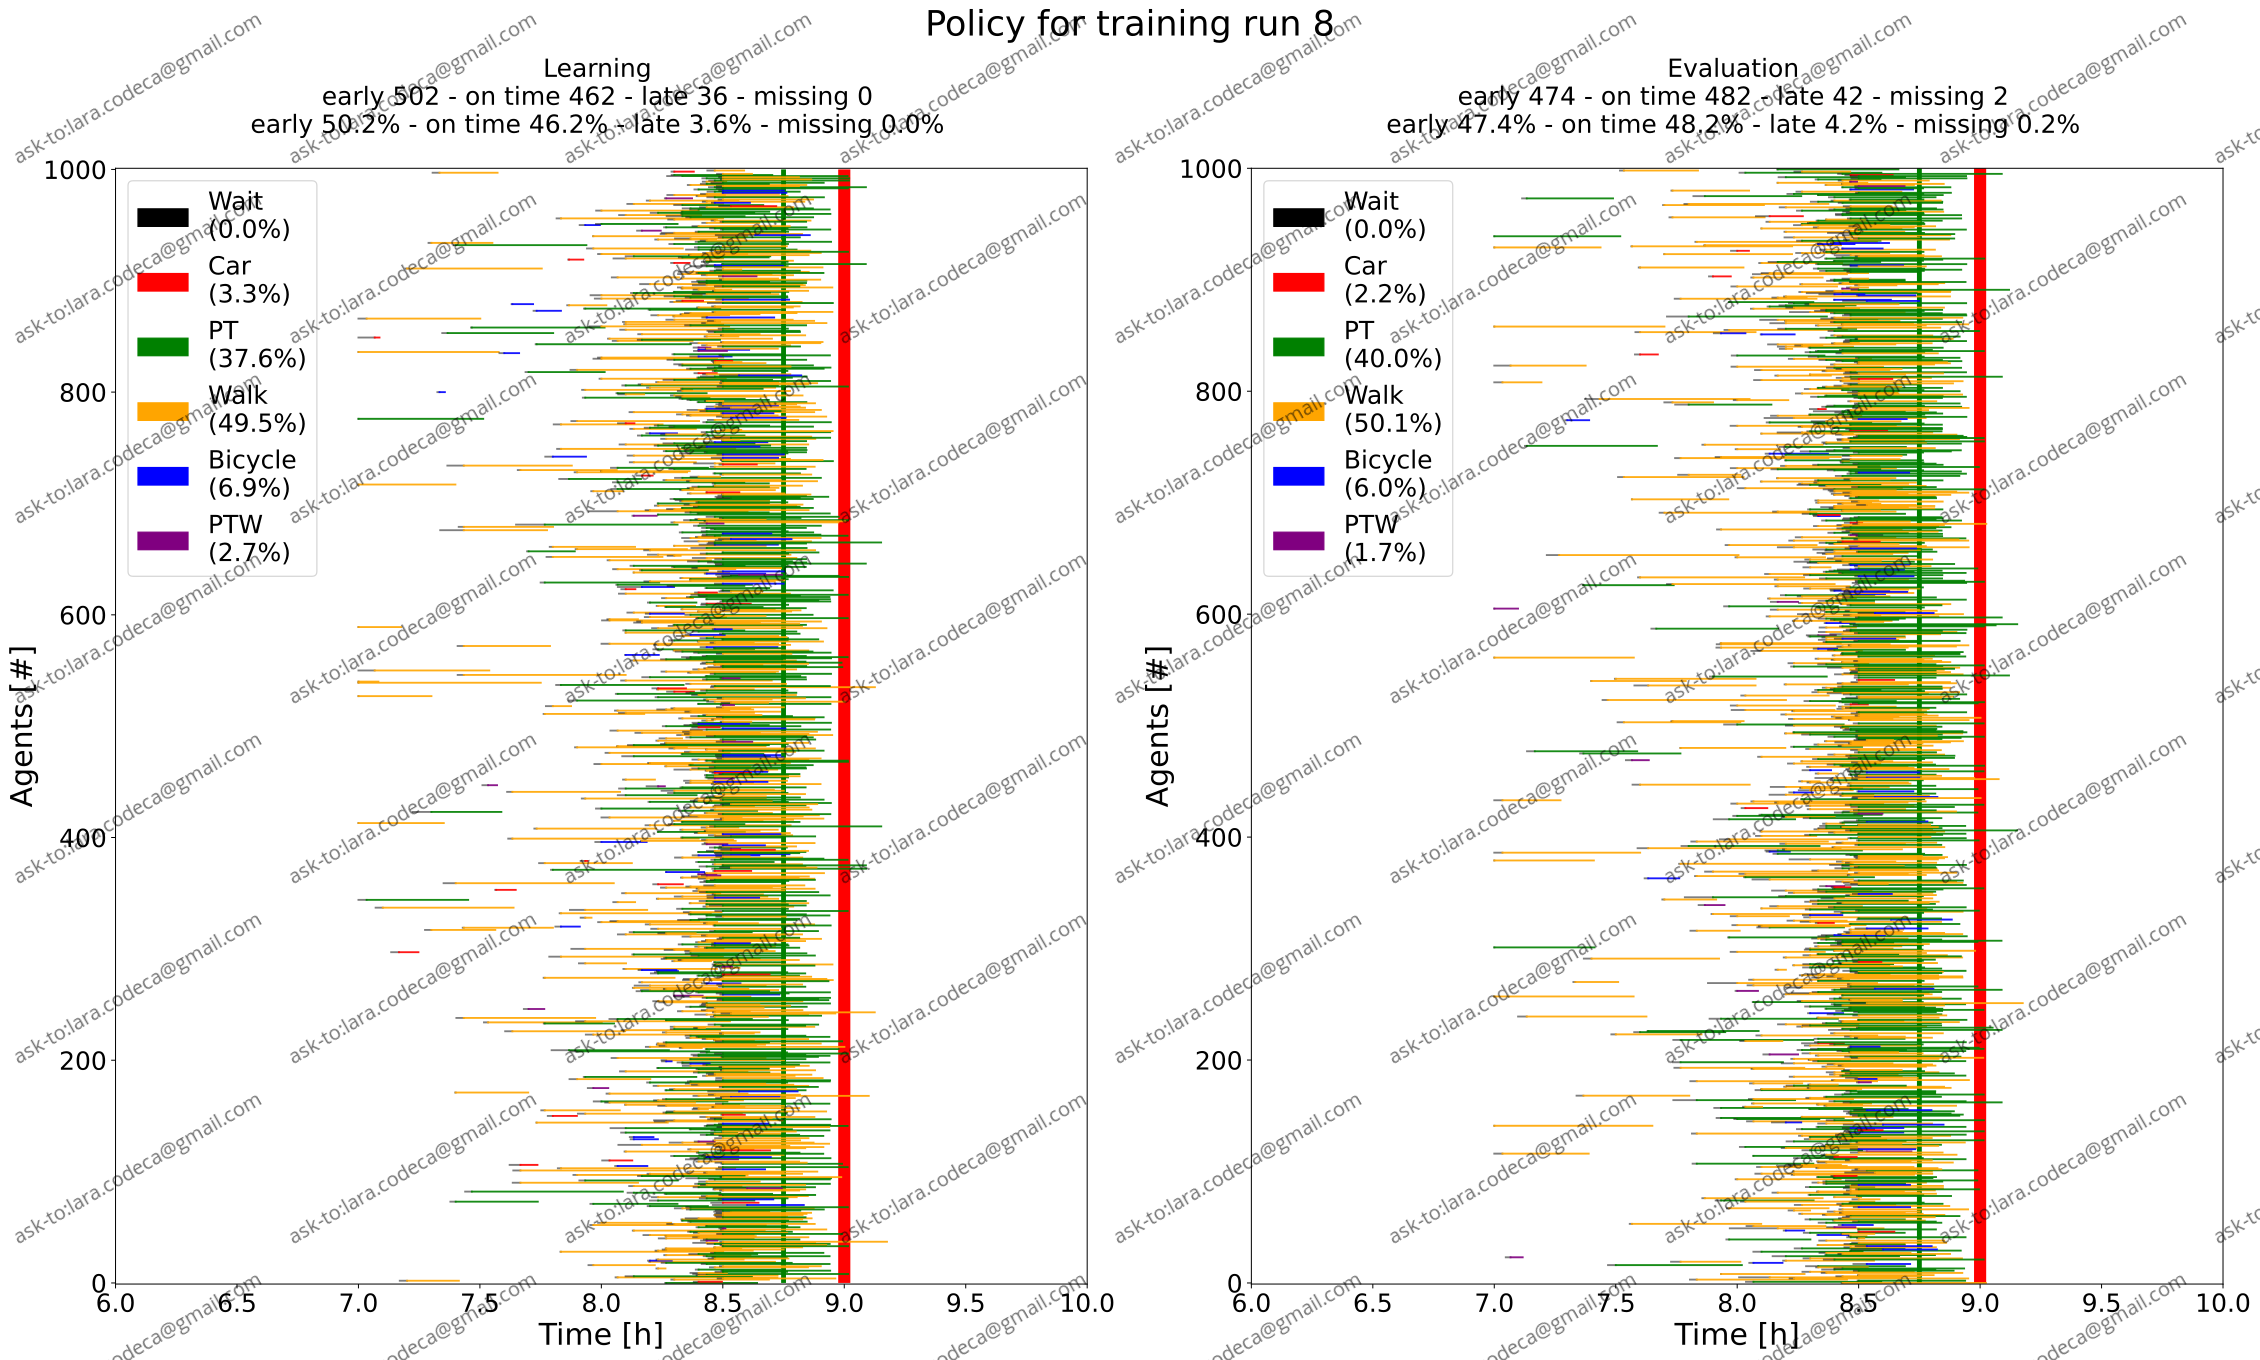 Policy for training run 8
Learning
early 502 - on time 462 - late 36 - missing 0
early 50.2% - on time 46.2% - late 3.6% - missing 0.0%
1000
800
600
400
200
0
Agents [#]
Wait
(0.0%)
Car
(3.3%)
PT
(37.6%)
Walk
(49.5%)
Bicycle
(6.9%)
PTW
(2.7%)
6.0 6.5 7.0 7.5 8.0 8.5 9.0 9.5 10.0
Time [h]
Evaluation
early 474 - on time 482 - late 42 - missing 2
early 47.4% - on time 48.2% - late 4.2% - missing 0.2%
1000
800
600
400
200
0
Agents [#]
Wait
(0.0%)
Car
(2.2%)
PT
(40.0%)
Walk
(50.1%)
Bicycle
(6.0%)
PTW
(1.7%)
6.0 6.5 7.0 7.5 8.0 8.5 9.0 9.5 10.0
Time [h]
ask-to:lara.codeca@gmail.com